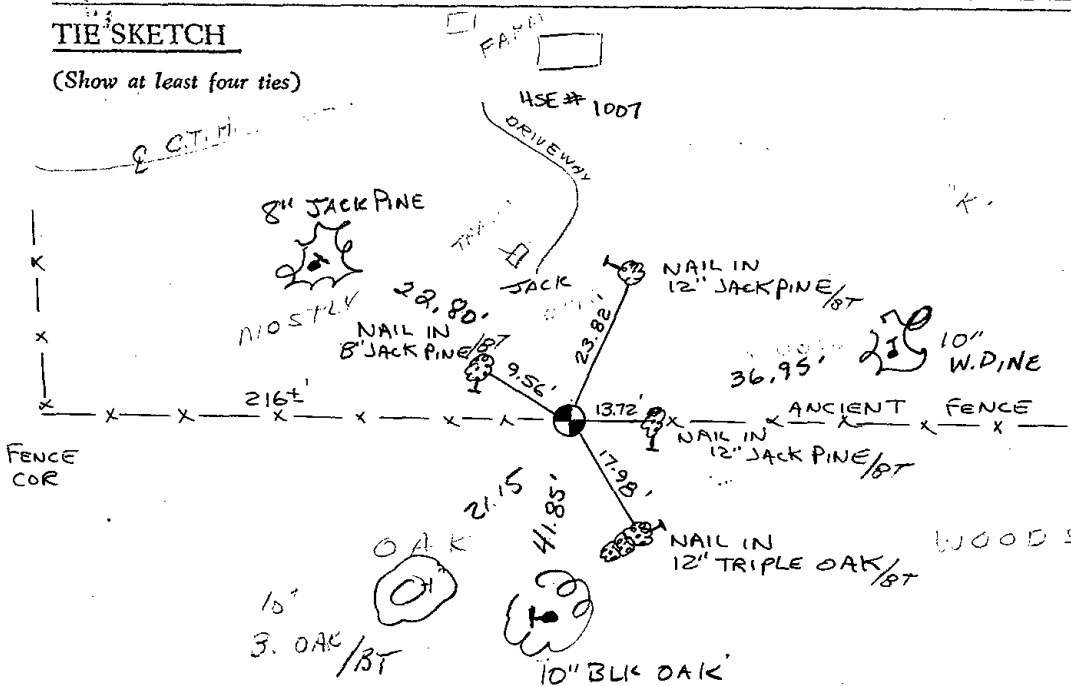 TIE SKETCH
(Show at least four ties)
FARM
HSE # 1007
DRIVEWAY
℄ C.T.H.
"K"
8" JACK PINE
JACK
MOSTLY
22.80'
NAIL IN
8" JACK PINE/BT
9.56'
NAIL IN
12" JACK PINE/BT
23.82'
10"
W. PINE
36.95'
216±'
13.72'
ANCIENT FENCE
NAIL IN
12" JACK PINE/BT
FENCE
COR
17.98'
NAIL IN
12" TRIPLE OAK/BT
WOODS
21.15
41.85'
OAK
10"
OAK/BT
10" BLK OAK